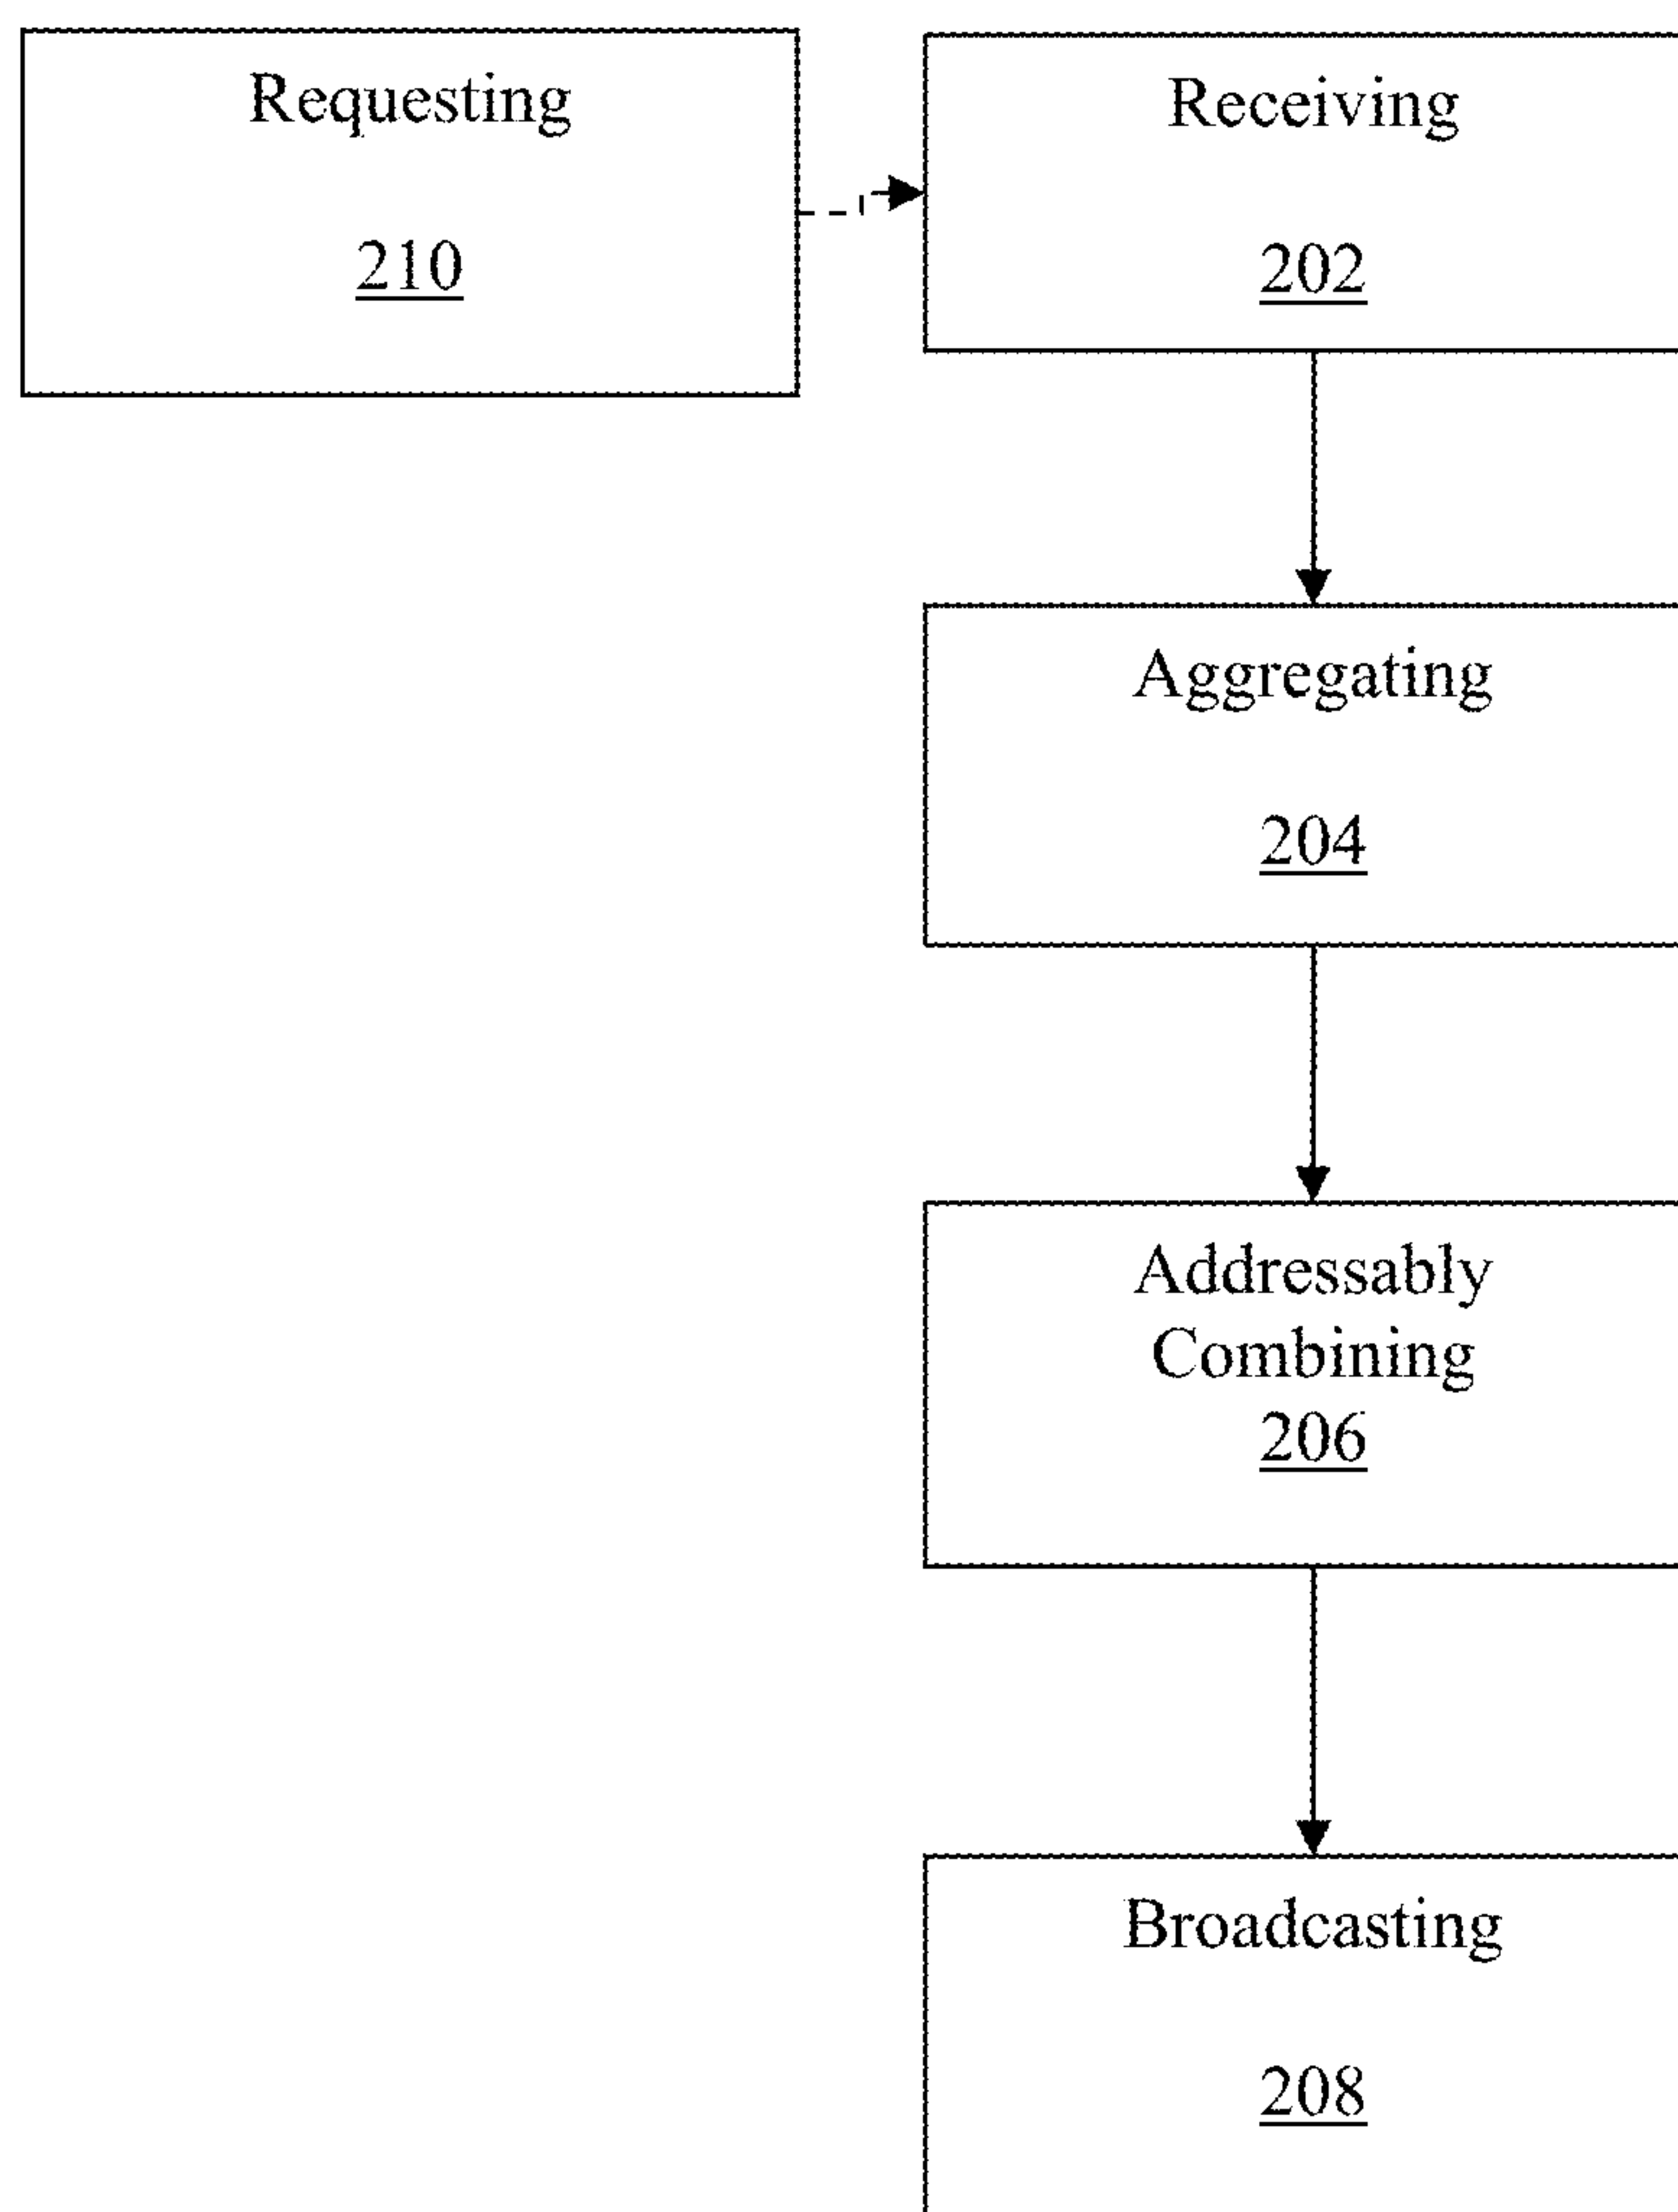 Requesting
210
Receiving
202
Aggregating
204
Addressably
Combining
206
Broadcasting
208